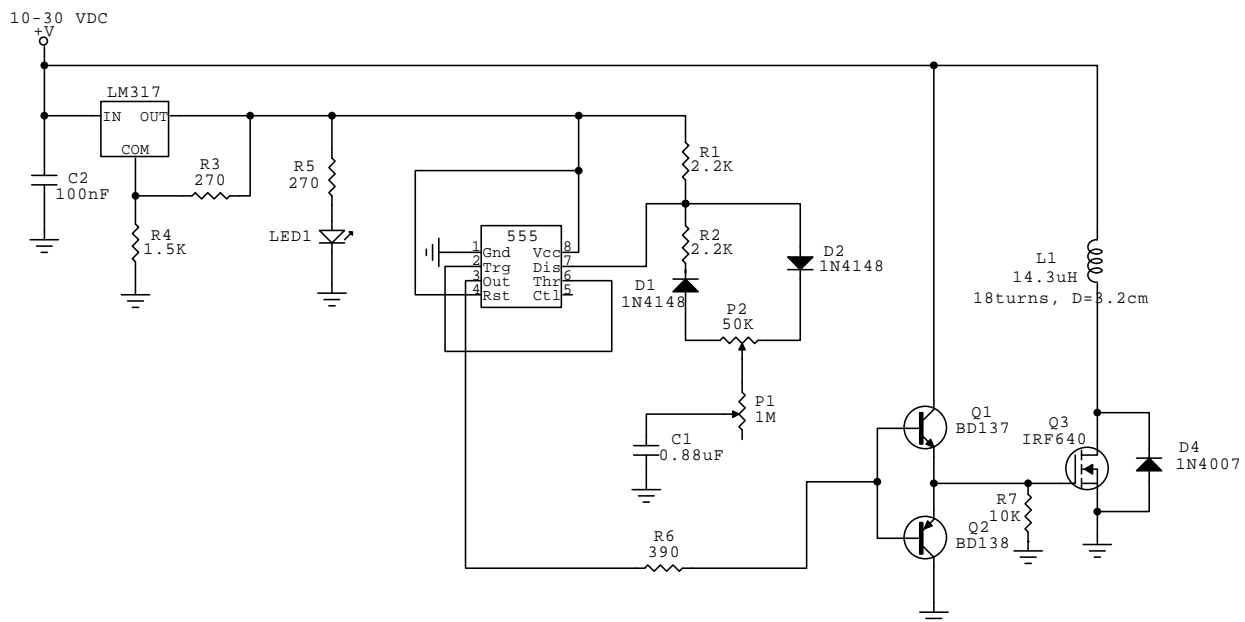 10-30 VDC
+V
LM317
IN OUT
COM
C2
100nF
R3
270
R4
1.5K
R5
270
LED1
555
1 Gnd Vcc 8
2 Trg Dis 7
3 Out Thr 6
4 Rst Ctl 5
R1
2.2K
R2
2.2K
D1
1N4148
D2
1N4148
P2
50K
P1
1M
C1
0.88uF
R6
390
L1
14.3uH
18turns, D=3.2cm
Q1
BD137
Q2
BD138
Q3
IRF640
R7
10K
D4
1N4007